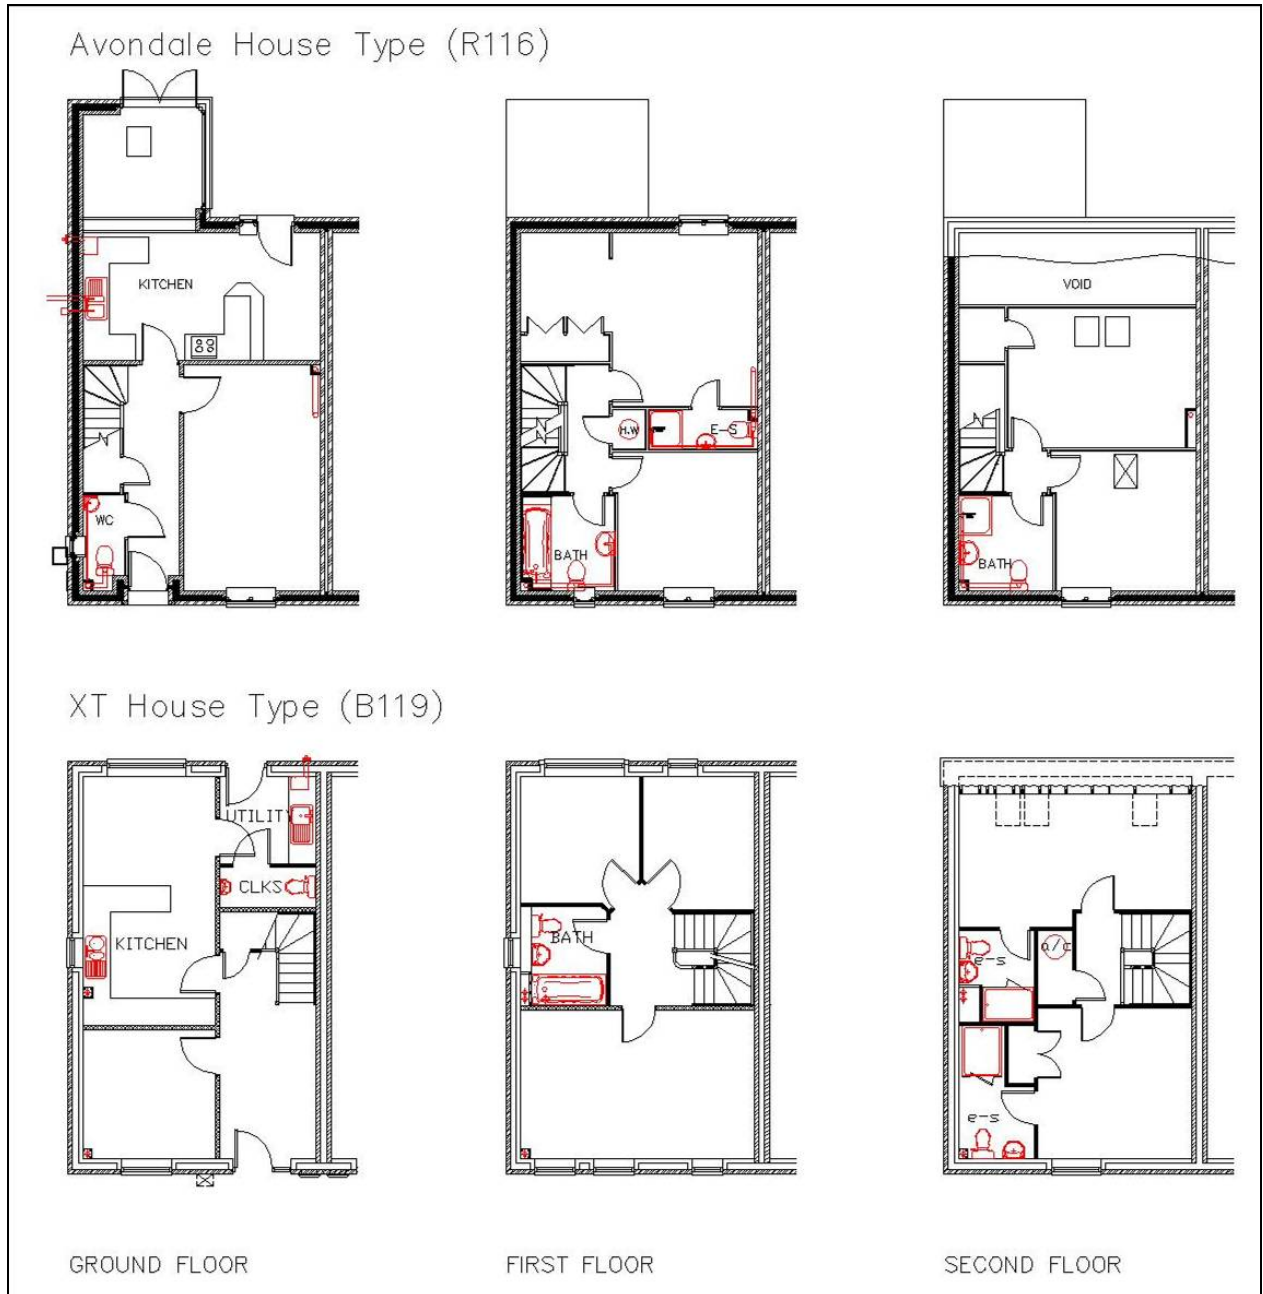 Avondale House Type (R116)
KITCHEN
WC
H.W
E-S
BATH
VOID
BATH
XT House Type (B119)
UTILITY
CLKS
KITCHEN
BATH
e-s
a/c
e-s
GROUND FLOOR
FIRST FLOOR
SECOND FLOOR